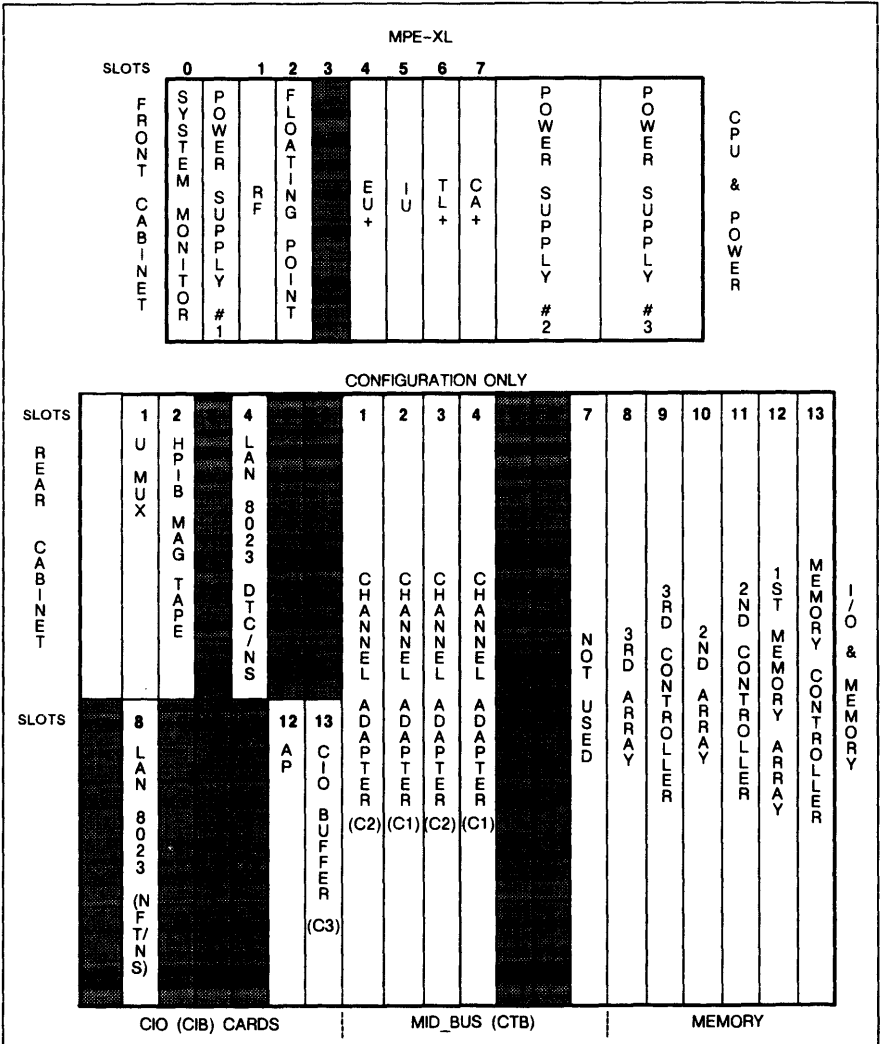 MPE-XL
SLOTS 0 1 2 3 4 5 6 7
FRONT CABINET
SYSTEM MONITOR
POWER SUPPLY #1
RF
FLOATING POINT
EU+
IU
TL+
CA+
POWER SUPPLY #2
POWER SUPPLY #3
CPU & POWER
CONFIGURATION ONLY
SLOTS 1 2 4 1 2 3 4 7 8 9 10 11 12 13
REAR CABINET
U MUX
HPIB MAG TAPE
LAN 8023 DTC/NS
CHANNEL ADAPTER (C2)
CHANNEL ADAPTER (C1)
CHANNEL ADAPTER (C2)
CHANNEL ADAPTER (C1)
NOT USED
3RD ARRAY
3RD CONTROLLER
2ND ARRAY
2ND CONTROLLER
1ST MEMORY ARRAY
MEMORY CONTROLLER
I/O & MEMORY
SLOTS 8 12 13
LAN 8023 (NFT/NS)
AP
CIO BUFFER (C3)
CIO (CIB) CARDS MID_BUS (CTB) MEMORY